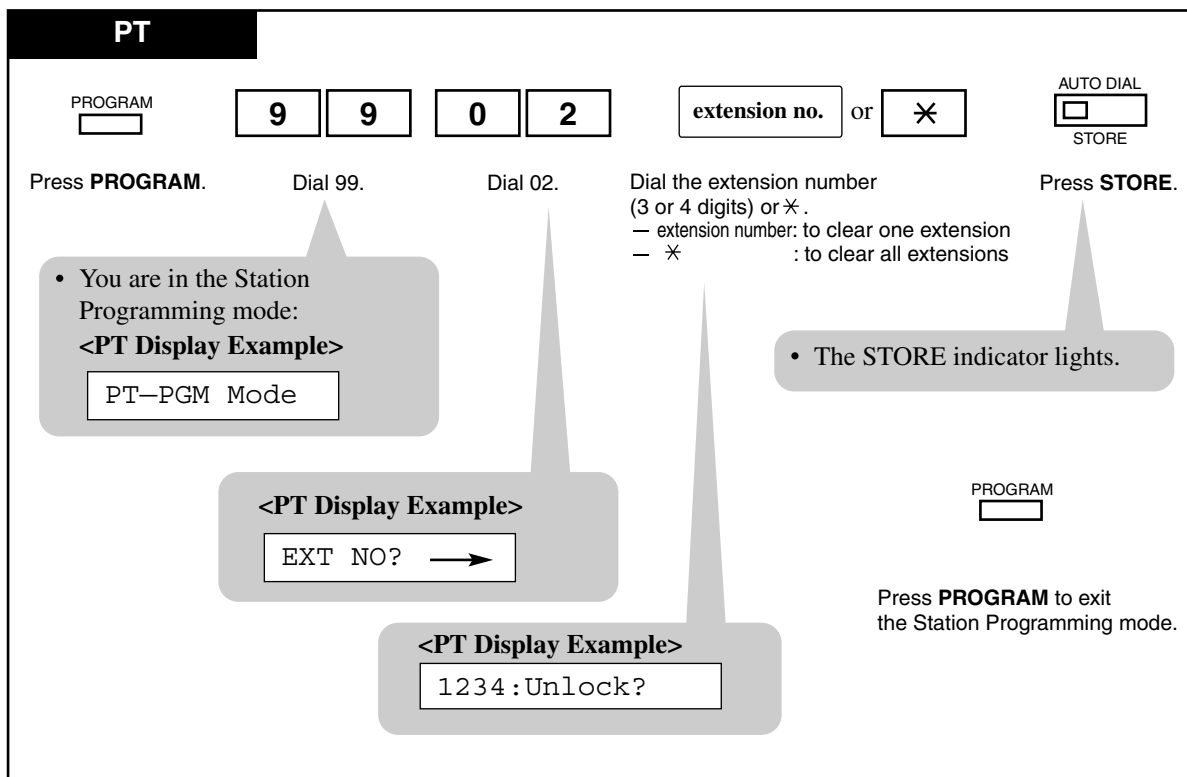 PT
PROGRAM
9 9 0 2 extension no. or ✳
AUTO DIAL
STORE
Press PROGRAM.
Dial 99.
Dial 02.
Dial the extension number
(3 or 4 digits) or ✳.
— extension number: to clear one extension
— ✳ : to clear all extensions
Press STORE.
• You are in the Station
Programming mode:
<PT Display Example>
PT—PGM Mode
• The STORE indicator lights.
<PT Display Example>
EXT NO? →
PROGRAM
Press PROGRAM to exit
the Station Programming mode.
<PT Display Example>
1234:Unlock?